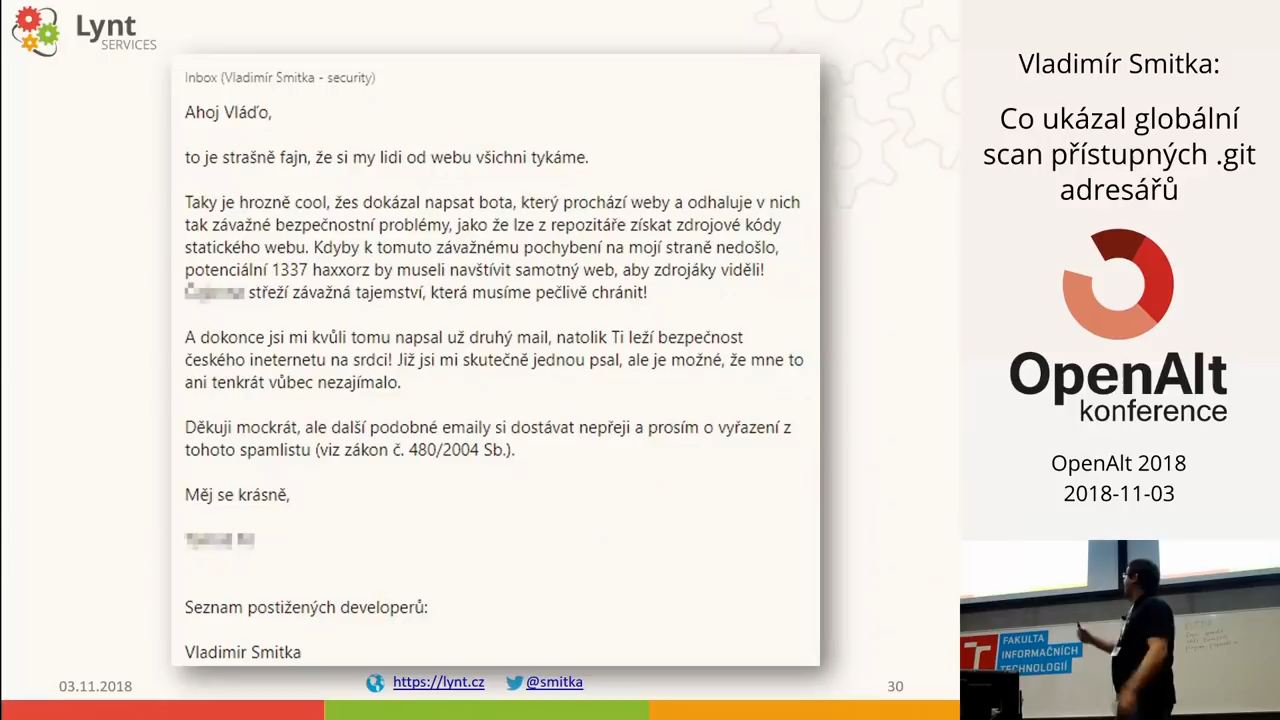 Lynt
SERVICES
Inbox (Vladimír Smitka - security)
Ahoj Vláďo,
to je strašně fajn, že si my lidi od webu všichni tykáme.
Taky je hrozně cool, žes dokázal napsat bota, který prochází weby a odhaluje v nich
tak závažné bezpečnostní problémy, jako že lze z repozitáře získat zdrojové kódy
statického webu. Kdyby k tomuto závažnému pochybení na mojí straně nedošlo,
potenciální 1337 haxxorz by museli navštívit samotný web, aby zdrojáky viděli!
střeží závažná tajemství, která musíme pečlivě chránit!
A dokonce jsi mi kvůli tomu napsal už druhý mail, natolik Ti leží bezpečnost
českého ineternetu na srdci! Již jsi mi skutečně jednou psal, ale je možné, že mne to
ani tenkrát vůbec nezajímalo.
Děkuji mockrát, ale další podobné emaily si dostávat nepřeji a prosím o vyřazení z
tohoto spamlistu (viz zákon č. 480/2004 Sb.).
Měj se krásně,
Seznam postižených developerů:
Vladimir Smitka
03.11.2018
https://lynt.cz
@smitka
30
Vladimír Smitka:
Co ukázal globální
scan přístupných .git
adresářů
OpenAlt
konference
OpenAlt 2018
2018-11-03
FAKULTA
INFORMAČNÍCH
TECHNOLOGIÍ